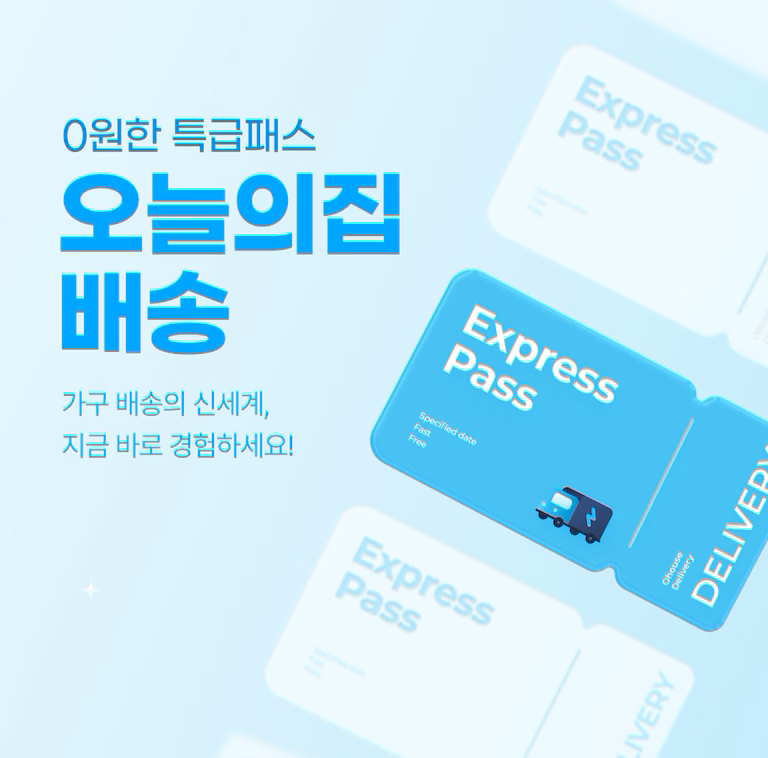 0원한 특급패스
오늘의집
배송
가구 배송의 신세계,
지금 바로 경험하세요!
Express
Pass
Express
Pass
Specified date
Fast
Free
Ohouse
Delivery
DELIVERY
Express
Pass
DELIVERY